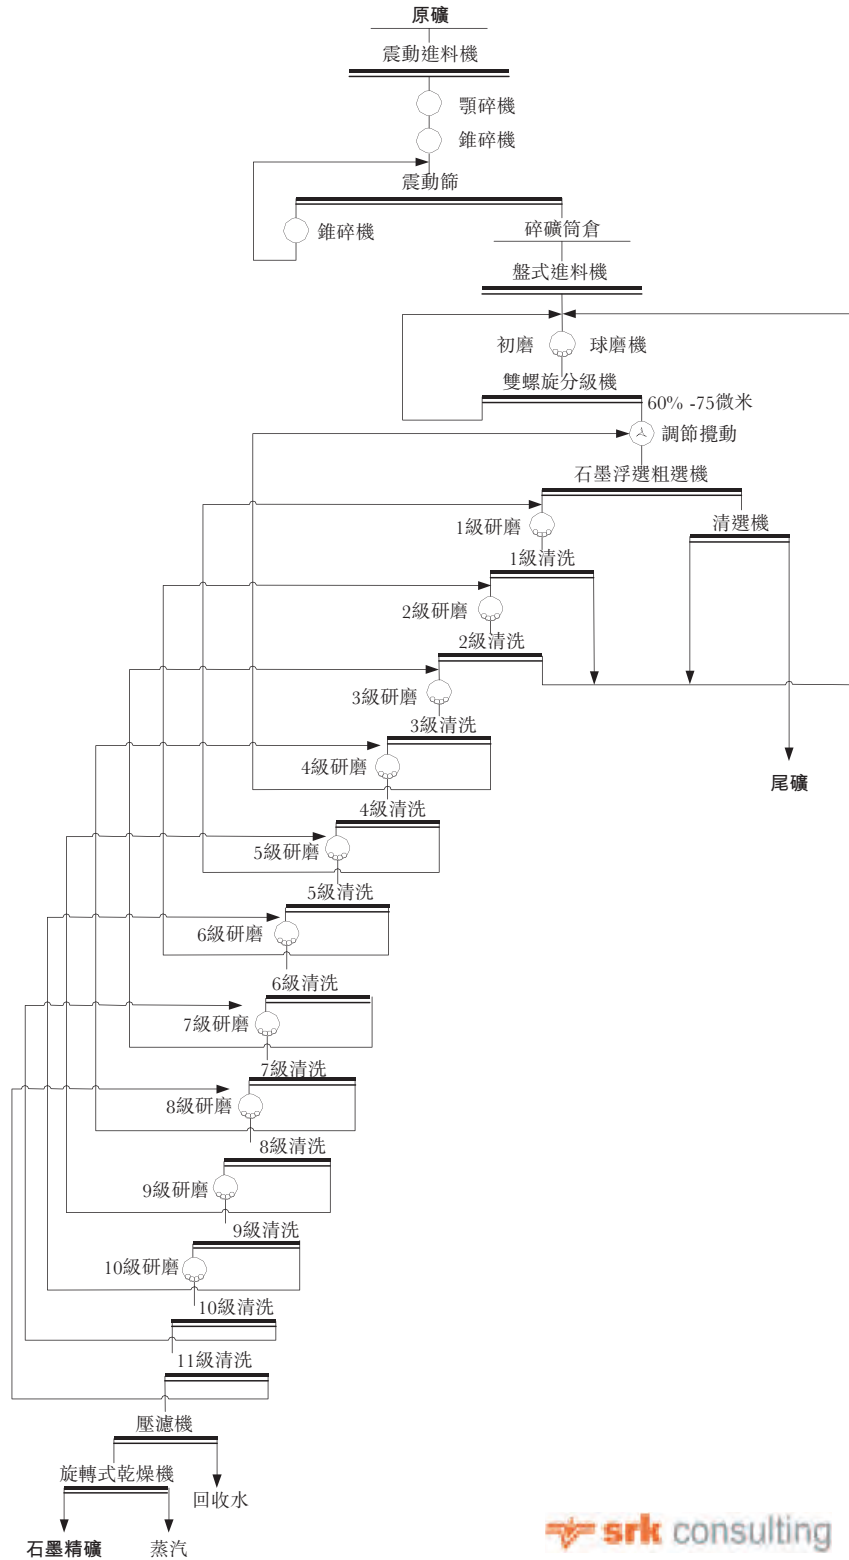 原礦
震動進料機
顎碎機
錐碎機
震動篩
錐碎機
碎礦筒倉
盤式進料機
初磨 球磨機
雙螺旋分級機
60% -75微米
調節攪動
石墨浮選粗選機
1級研磨
清選機
1級清洗
2級研磨
2級清洗
3級研磨
3級清洗
4級研磨
尾礦
4級清洗
5級研磨
5級清洗
6級研磨
6級清洗
7級研磨
7級清洗
8級研磨
8級清洗
9級研磨
9級清洗
10級研磨
10級清洗
11級清洗
壓濾機
旋轉式乾燥機
回收水
石墨精礦 蒸汽
srk consulting